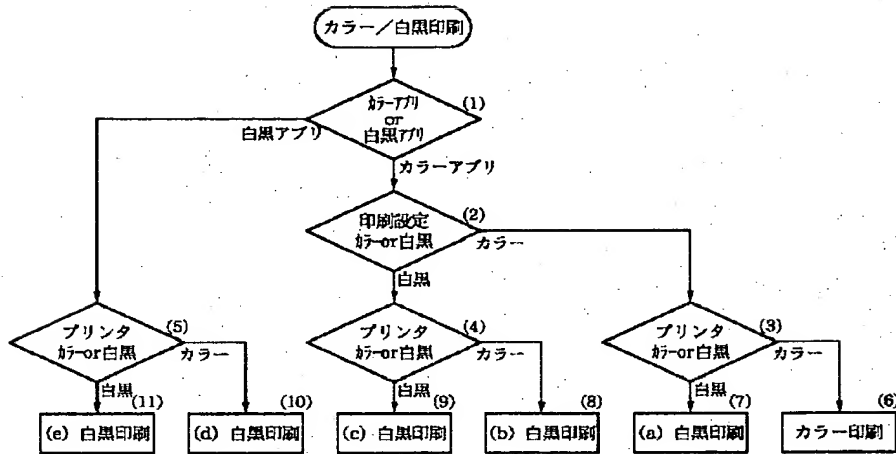 カラー/白黒印刷
(1)
カラーアプリ
or
白黒アプリ
白黒アプリ
カラーアプリ
(2)
印刷設定
カラーor白黒
カラー
白黒
(5)
プリンタ
カラーor白黒
カラー
白黒
(4)
プリンタ
カラーor白黒
カラー
白黒
(3)
プリンタ
カラーor白黒
カラー
白黒
(11)
(e) 白黒印刷
(10)
(d) 白黒印刷
(9)
(c) 白黒印刷
(8)
(b) 白黒印刷
(7)
(a) 白黒印刷
(6)
カラー印刷